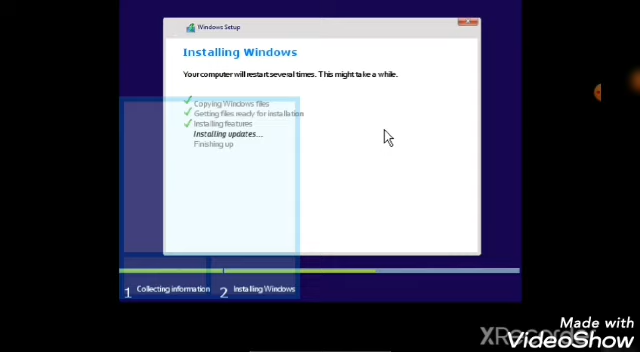 Windows Setup
Installing Windows
Your computer will restart several times. This might take a while.
Copying Windows files
Getting files ready for installation
Installing features
Installing updates...
Finishing up
1 Collecting information
2 Installing Windows
Made with
XRecorder
VideoShow